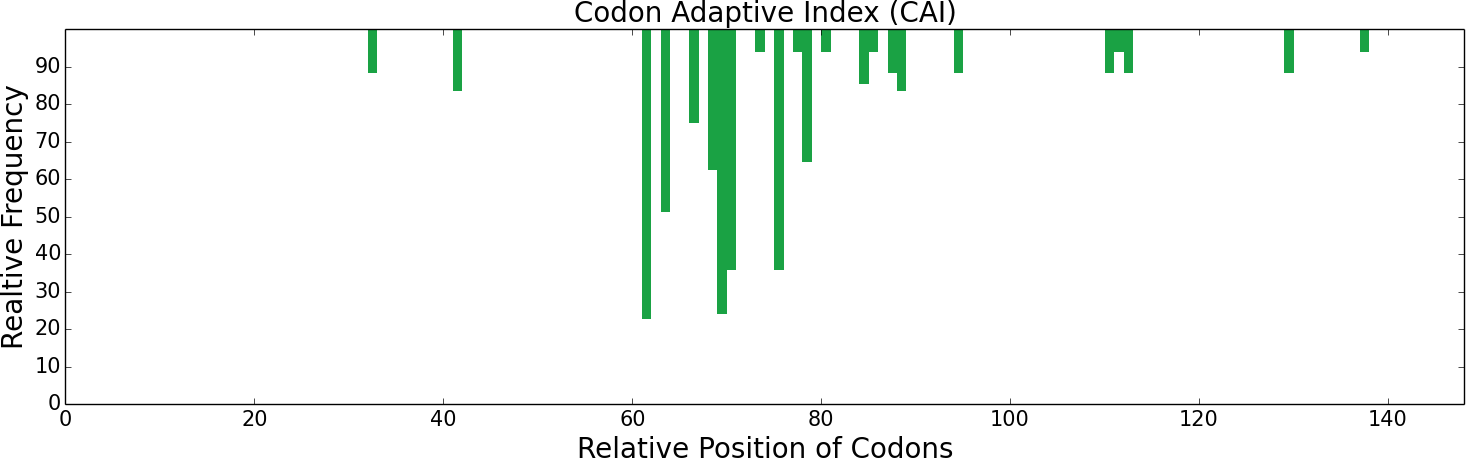 Codon Adaptive Index (CAI)
Realtive Frequency
90
80
70
60
50
40
30
20
10
0
0 20 40 60 80 100 120 140
Relative Position of Codons